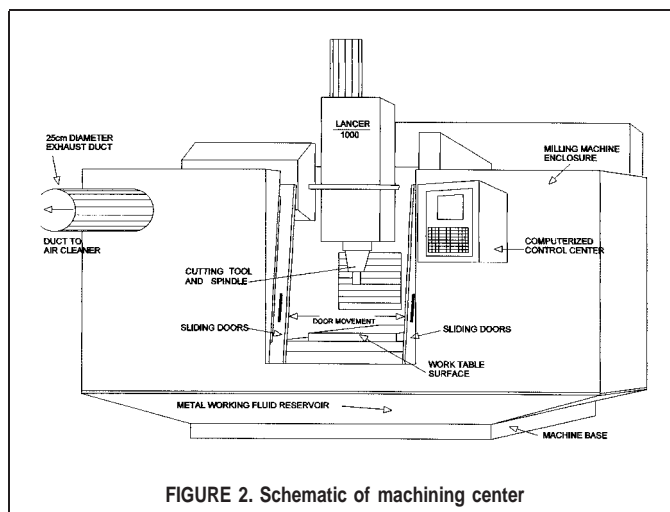 LANCER
1000
25cm DIAMETER
EXHAUST DUCT
MILLING MACHINE
ENCLOSURE
DUCT TO
AIR CLEANER
COMPUTERIZED
CONTROL CENTER
CUTTING TOOL
AND SPINDLE
DOOR MOVEMENT
SLIDING DOORS
SLIDING DOORS
WORK TABLE
SURFACE
METAL WORKING FLUID RESERVOIR
MACHINE BASE
FIGURE 2. Schematic of machining center